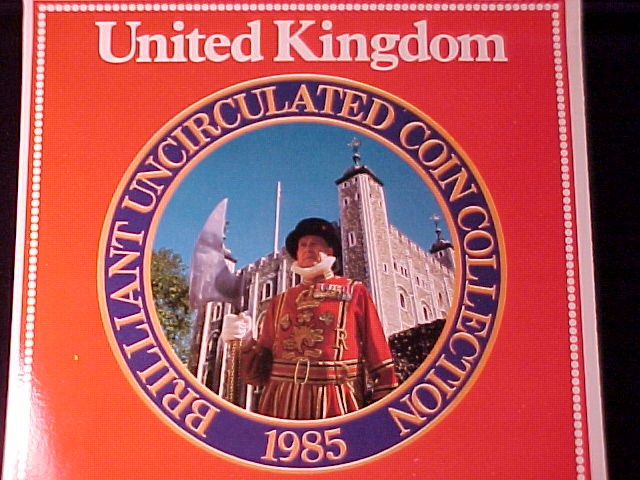 United Kingdom
BRILLIANT UNCIRCULATED COIN COLLECTION
1985
R